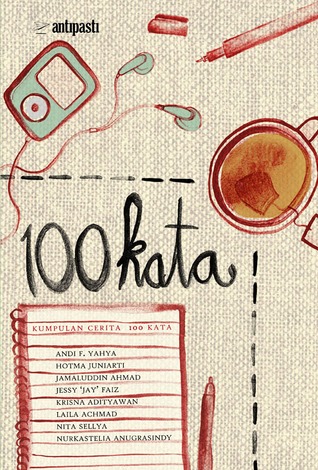 antipasti
100 kata
KUMPULAN CERITA 100 KATA
ANDI F. YAHYA
HOTMA JUNIARTI
JAMALUDDIN AHMAD
JESSY 'JAY' FAIZ
KRISNA ADITYAWAN
LAILA ACHMAD
NITA SELLYA
NURKASTELIA ANUGRASINDY